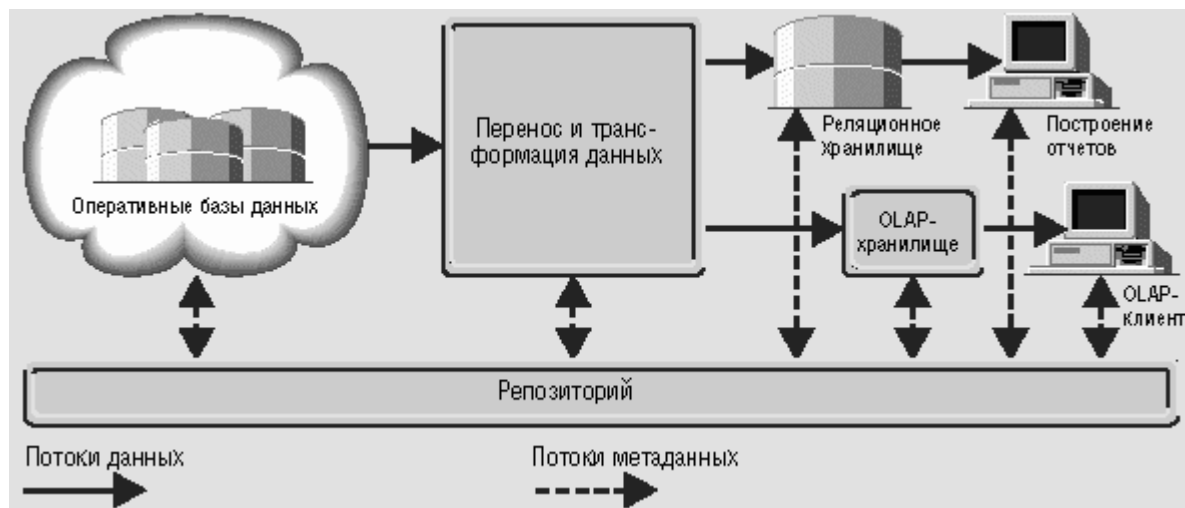 Перенос и транс-
формация данных
Оперативные базы данных
Реляционное
хранилище
Построение
отчетов
OLAP-
хранилище
OLAP-
клиент
Репозиторий
Потоки данных
Потоки метаданных